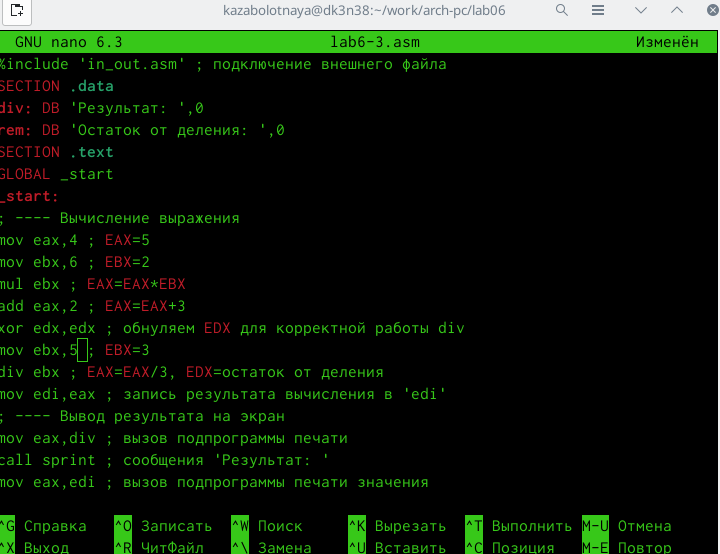 kazabolotnaya@dk3n38:~/work/arch-pc/lab06
GNU nano 6.3 lab6-3.asm Изменён
%include 'in_out.asm' ; подключение внешнего файла
SECTION .data
div: DB 'Результат: ',0
rem: DB 'Остаток от деления: ',0
SECTION .text
GLOBAL _start
_start:
; ---- Вычисление выражения
mov eax,4 ; EAX=5
mov ebx,6 ; EBX=2
mul ebx ; EAX=EAX*EBX
add eax,2 ; EAX=EAX+3
xor edx,edx ; обнуляем EDX для корректной работы div
mov ebx,5 ; EBX=3
div ebx ; EAX=EAX/3, EDX=остаток от деления
mov edi,eax ; запись результата вычисления в 'edi'
; ---- Вывод результата на экран
mov eax,div ; вызов подпрограммы печати
call sprint ; сообщения 'Результат: '
mov eax,edi ; вызов подпрограммы печати значения
^G Справка ^O Записать ^W Поиск ^K Вырезать ^T Выполнить M-U Отмена
^X Выход ^R ЧитФайл ^\ Замена ^U Вставить ^C Позиция M-E Повтор